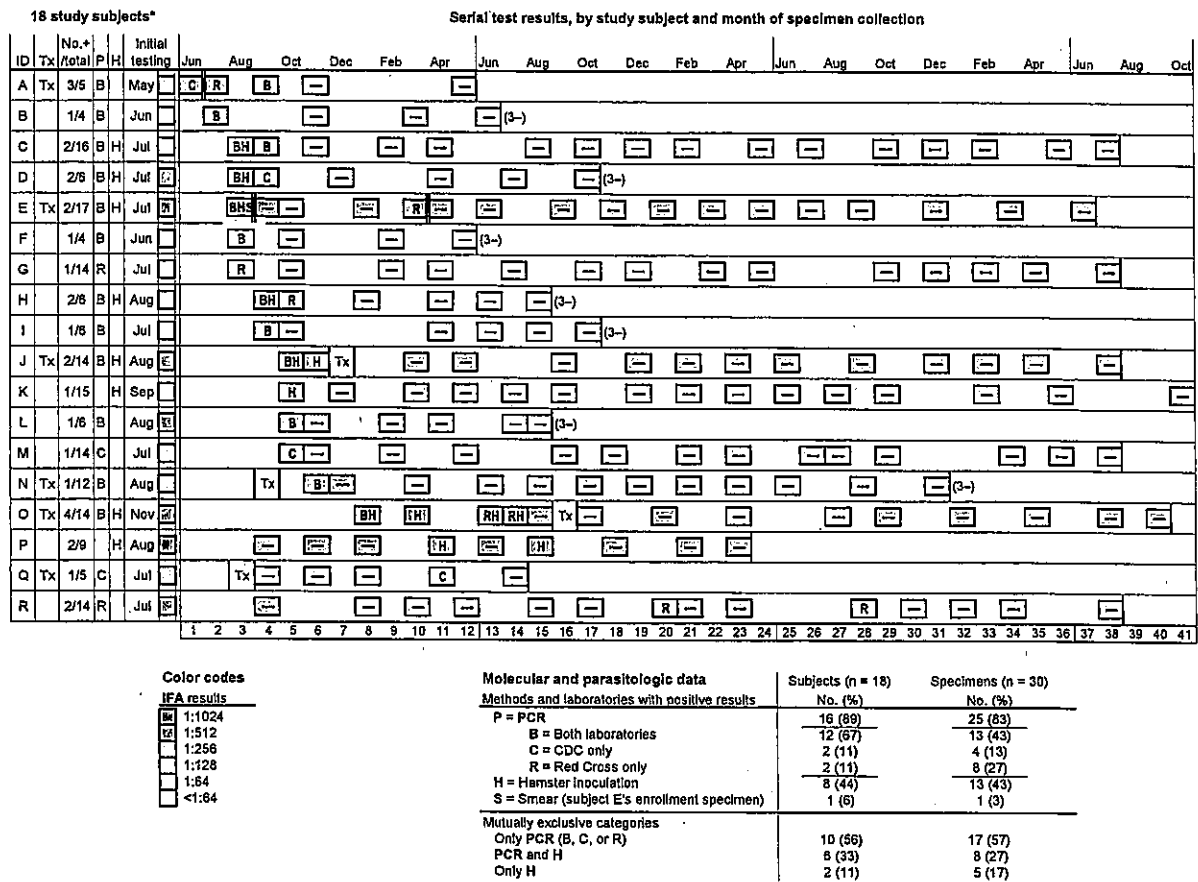 18 study subjects* Serial test results, by study subject and month of specimen collection
ID Tx No.+ /total P H Initial testing Jun Aug Oct Dec Feb Apr Jun Aug Oct Dec Feb Apr Jun Aug Oct Dec Feb Apr Jun Aug Oct
A Tx 3/5 B May C R B — —
B 1/4 B Jun B — — — (3–)
C 2/16 B H Jul BH B — — — — — — — — — — — — — —
D 2/6 B H Jul BH C — — — — (3–)
E Tx 2/17 B H Jul BHS — — — R — — — — — — — — — — — —
F 1/4 B Jun B — — — (3–)
G 1/14 R Jul R — — — — — — — — — — — — —
H 2/6 B H Aug BH R — — — — (3–)
I 1/6 B Jul B — — — — — (3–)
J Tx 2/14 B H Aug BH H Tx — — — — — — — — — — — —
K 1/15 H Sep H — — — — — — — — — — — — — —
L 1/6 B Aug B — — — — — (3–)
M 1/14 C Jul C — — — — — — — — — — — — —
N Tx 1/12 B Aug Tx B — — — — — — — — — — — (3–)
O Tx 4/14 B H Nov BH H RH RH — Tx — — — — — — — — —
P 2/9 H Aug — — — H — H — — —
Q Tx 1/5 C Jul Tx — — — C —
R 2/14 R Jul — — — — — — R — — R — — — —
1 2 3 4 5 6 7 8 9 10 11 12 13 14 15 16 17 18 19 20 21 22 23 24 25 26 27 28 29 30 31 32 33 34 35 36 37 38 39 40 41
Color codes
IFA results
1:1024
1:512
1:256
1:128
1:64
<1:64
Molecular and parasitologic data Subjects (n = 18) Specimens (n = 30)
Methods and laboratories with positive results No. (%) No. (%)
P = PCR 16 (89) 25 (83)
B = Both laboratories 12 (67) 13 (43)
C = CDC only 2 (11) 4 (13)
R = Red Cross only 2 (11) 8 (27)
H = Hamster inoculation 8 (44) 13 (43)
S = Smear (subject E's enrollment specimen) 1 (6) 1 (3)
Mutually exclusive categories
Only PCR (B, C, or R) 10 (56) 17 (57)
PCR and H 6 (33) 8 (27)
Only H 2 (11) 5 (17)